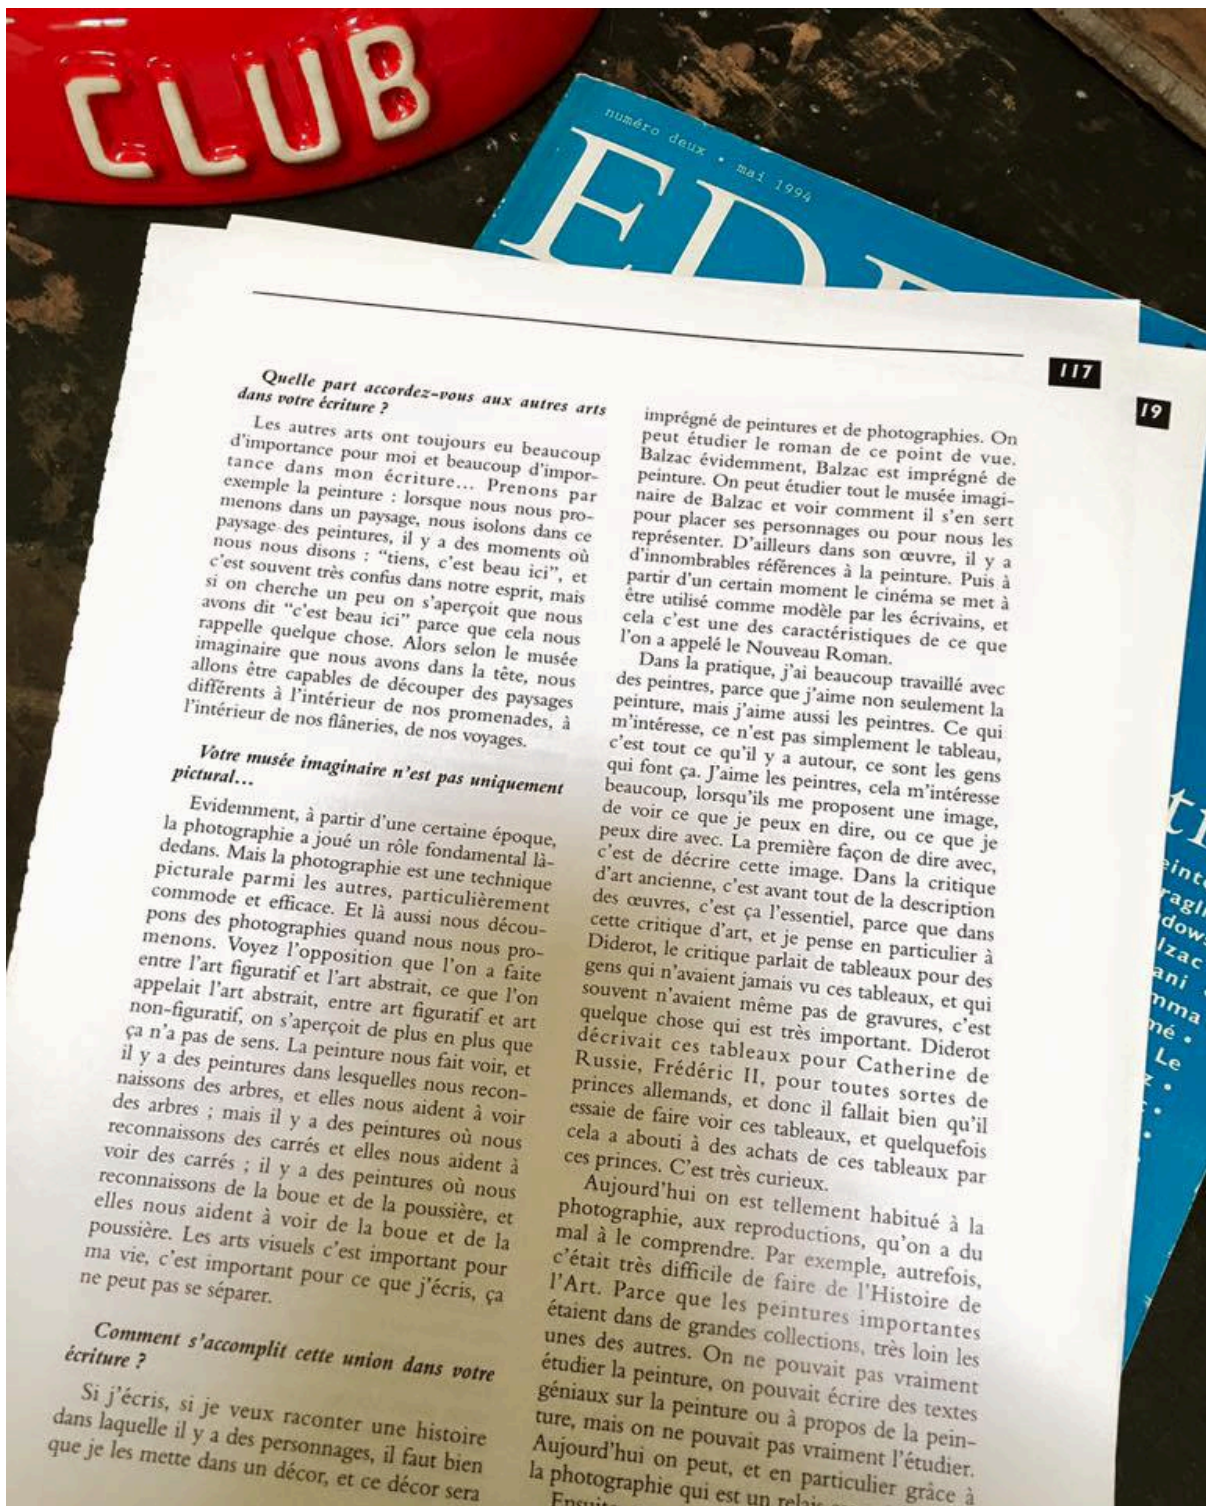 CLUB
numéro deux • mai 1994
117
19
Quelle part accordez-vous aux autres arts
dans votre écriture ?
Les autres arts ont toujours eu beaucoup
d'importance pour moi et beaucoup d'impor-
tance dans mon écriture... Prenons par
exemple la peinture : lorsque nous nous pro-
menons dans un paysage, nous isolons dans ce
paysage des peintures, il y a des moments où
nous nous disons : “tiens, c'est beau ici”, et
c'est souvent très confus dans notre esprit, mais
si on cherche un peu on s'aperçoit que nous
avons dit “c'est beau ici” parce que cela nous
rappelle quelque chose. Alors selon le musée
imaginaire que nous avons dans la tête, nous
allons être capables de découper des paysages
différents à l'intérieur de nos promenades, à
l'intérieur de nos flâneries, de nos voyages.
Votre musée imaginaire n'est pas uniquement
pictural...
Evidemment, à partir d'une certaine époque,
la photographie a joué un rôle fondamental là-
dedans. Mais la photographie est une technique
picturale parmi les autres, particulièrement
commode et efficace. Et là aussi nous décou-
pons des photographies quand nous nous pro-
menons. Voyez l'opposition que l'on a faite
entre l'art figuratif et l'art abstrait, ce que l'on
appelait l'art abstrait, entre art figuratif et art
non-figuratif, on s'aperçoit de plus en plus que
ça n'a pas de sens. La peinture nous fait voir, et
il y a des peintures dans lesquelles nous recon-
naissons des arbres, et elles nous aident à voir
des arbres ; mais il y a des peintures où nous
reconnaissons des carrés et elles nous aident à
voir des carrés ; il y a des peintures où nous
reconnaissons de la boue et de la poussière, et
elles nous aident à voir de la boue et de la
poussière. Les arts visuels c'est important pour
ma vie, c'est important pour ce que j'écris, ça
ne peut pas se séparer.
Comment s'accomplit cette union dans votre
écriture ?
Si j'écris, si je veux raconter une histoire
dans laquelle il y a des personnages, il faut bien
que je les mette dans un décor, et ce décor sera
imprégné de peintures et de photographies. On
peut étudier le roman de ce point de vue.
Balzac évidemment, Balzac est imprégné de
peinture. On peut étudier tout le musée imagi-
naire de Balzac et voir comment il s'en sert
pour placer ses personnages ou pour nous les
représenter. D'ailleurs dans son œuvre, il y a
d'innombrables références à la peinture. Puis à
partir d'un certain moment le cinéma se met à
être utilisé comme modèle par les écrivains, et
cela c'est une des caractéristiques de ce que
l'on a appelé le Nouveau Roman.
Dans la pratique, j'ai beaucoup travaillé avec
des peintres, parce que j'aime non seulement la
peinture, mais j'aime aussi les peintres. Ce qui
m'intéresse, ce n'est pas simplement le tableau,
c'est tout ce qu'il y a autour, ce sont les gens
qui font ça. J'aime les peintres, cela m'intéresse
beaucoup, lorsqu'ils me proposent une image,
de voir ce que je peux en dire, ou ce que je
peux dire avec. La première façon de dire avec,
c'est de décrire cette image. Dans la critique
d'art ancienne, c'est avant tout de la description
des œuvres, c'est ça l'essentiel, parce que dans
cette critique d'art, et je pense en particulier à
Diderot, le critique parlait de tableaux pour des
gens qui n'avaient jamais vu ces tableaux, et qui
souvent n'avaient même pas de gravures, c'est
quelque chose qui est très important. Diderot
décrivait ces tableaux pour Catherine de
Russie, Frédéric II, pour toutes sortes de
princes allemands, et donc il fallait bien qu'il
essaie de faire voir ces tableaux, et quelquefois
cela a abouti à des achats de ces tableaux par
ces princes. C'est très curieux.
Aujourd'hui on est tellement habitué à la
photographie, aux reproductions, qu'on a du
mal à le comprendre. Par exemple, autrefois,
c'était très difficile de faire de l'Histoire de
l'Art. Parce que les peintures importantes
étaient dans de grandes collections, très loin les
unes des autres. On ne pouvait pas vraiment
étudier la peinture, on pouvait écrire des textes
géniaux sur la peinture ou à propos de la pein-
ture, mais on ne pouvait pas vraiment l'étudier.
Aujourd'hui on peut, et en particulier grâce à
la photographie qui est un relais
Le